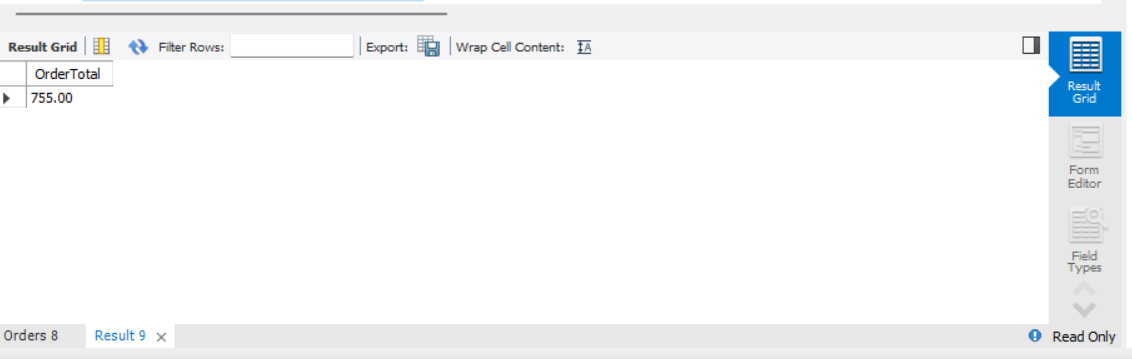 Result Grid Filter Rows: Export: Wrap Cell Content: IA
OrderTotal
755.00
Result
Grid
Form
Editor
Field
Types
Orders 8 Result 9 ×
Read Only